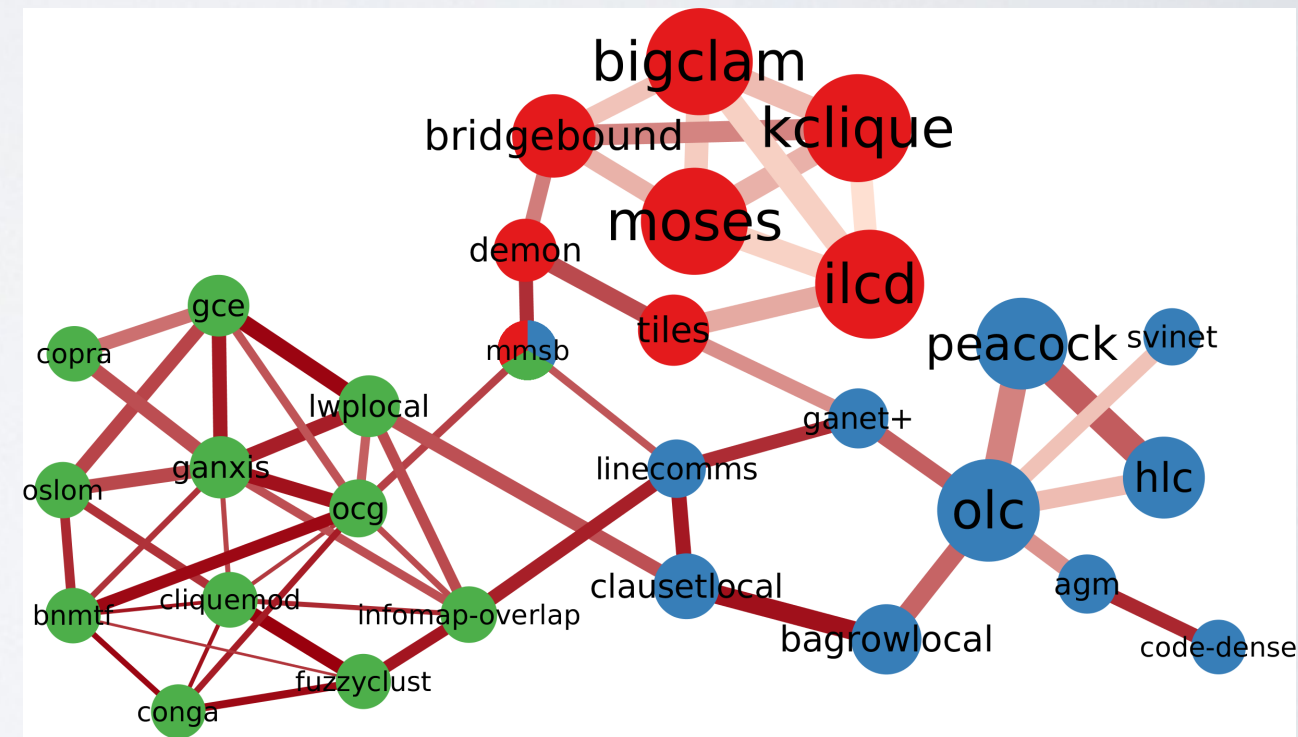 bigclam
kclique
bridgebound
moses
demon
ilcd
gce
tiles
peacock
svinet
copra
mmsb
lwplocal
ganet+
ganxis
linecomms
hlc
oslom
ocg
olc
clausetlocal
agm
cliquemod
bnmtf
infomap-overlap
bagrowlocal
code-dense
fuzzyclust
conga